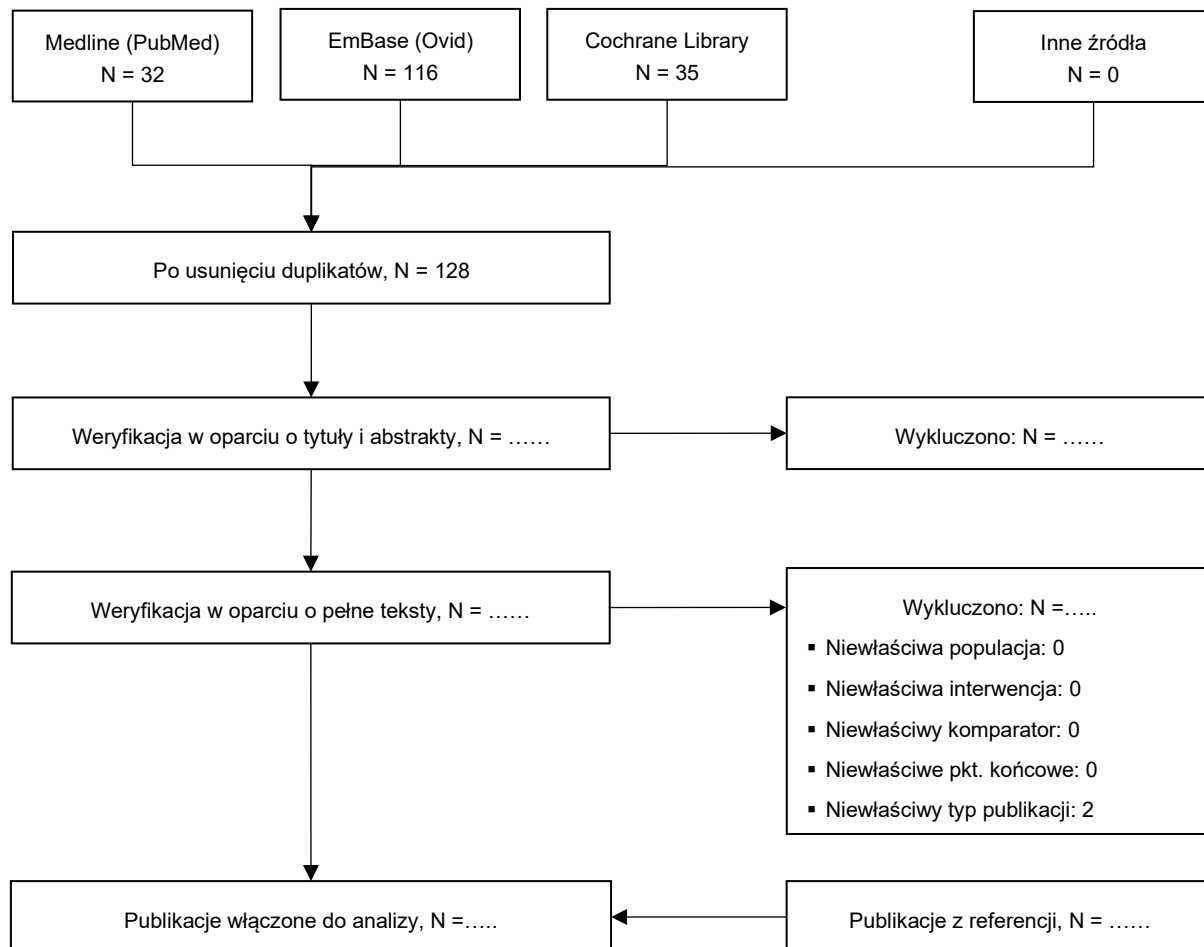 Medline (PubMed)
N = 32
EmBase (Ovid)
N = 116
Cochrane Library
N = 35
Inne źródła
N = 0
Po usunięciu duplikatów, N = 128
Weryfikacja w oparciu o tytuły i abstrakty, N = ……
Wykluczono: N = ……
Weryfikacja w oparciu o pełne teksty, N = ……
Wykluczono: N =…..
▪ Niewłaściwa populacja: 0
▪ Niewłaściwa interwencja: 0
▪ Niewłaściwy komparator: 0
▪ Niewłaściwe pkt. końcowe: 0
▪ Niewłaściwy typ publikacji: 2
Publikacje włączone do analizy, N =…..
Publikacje z referencji, N = ……